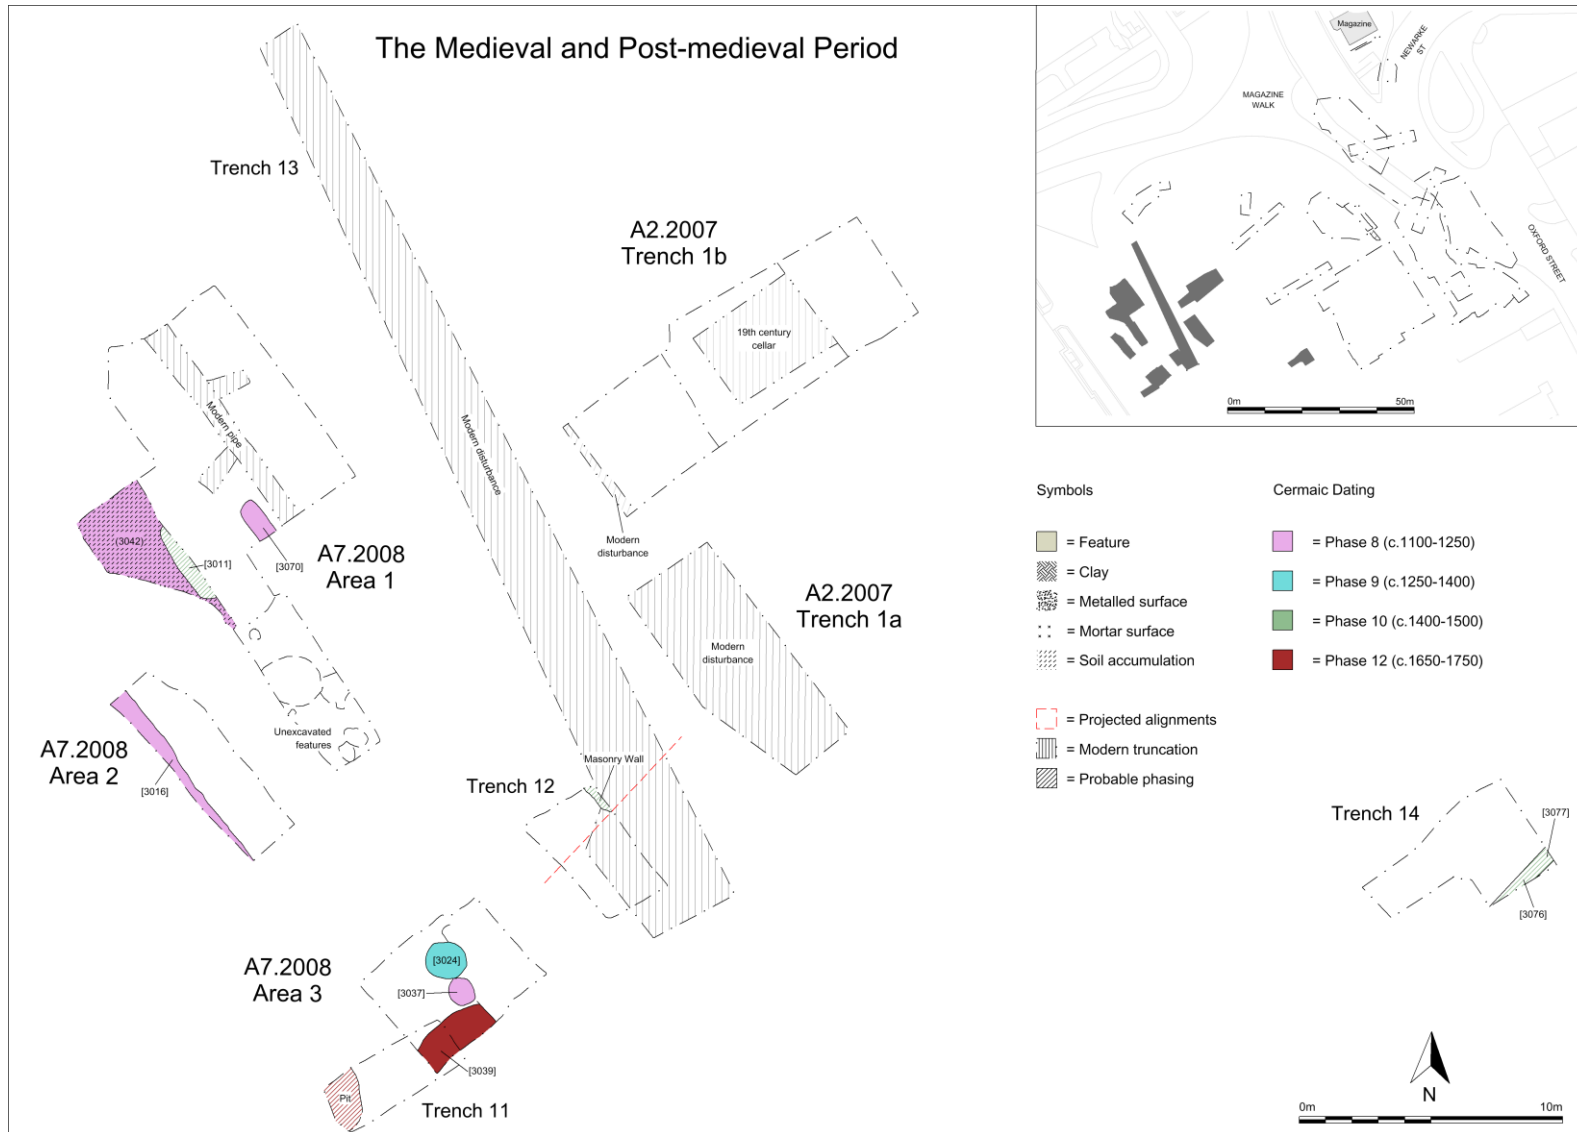 The Medieval and Post-medieval Period
Trench 13
A2.2007
Trench 1b
19th century
cellar
Modern pipe
Modern disturbance
Modern
disturbance
(3042)
[3011]
[3070]
A7.2008
Area 1
A2.2007
Trench 1a
Modern
disturbance
Unexcavated
features
A7.2008
Area 2
[3016]
Masonry Wall
Trench 12
A7.2008
Area 3
[3024]
[3037]
[3039]
Pit
Trench 11
Magazine
NEWARKE
ST
MAGAZINE
WALK
OXFORD STREET
0m 50m
Symbols
= Feature
= Clay
= Metalled surface
= Mortar surface
= Soil accumulation
= Projected alignments
= Modern truncation
= Probable phasing
Cermaic Dating
= Phase 8 (c.1100-1250)
= Phase 9 (c.1250-1400)
= Phase 10 (c.1400-1500)
= Phase 12 (c.1650-1750)
Trench 14
[3077]
[3076]
N
0m 10m